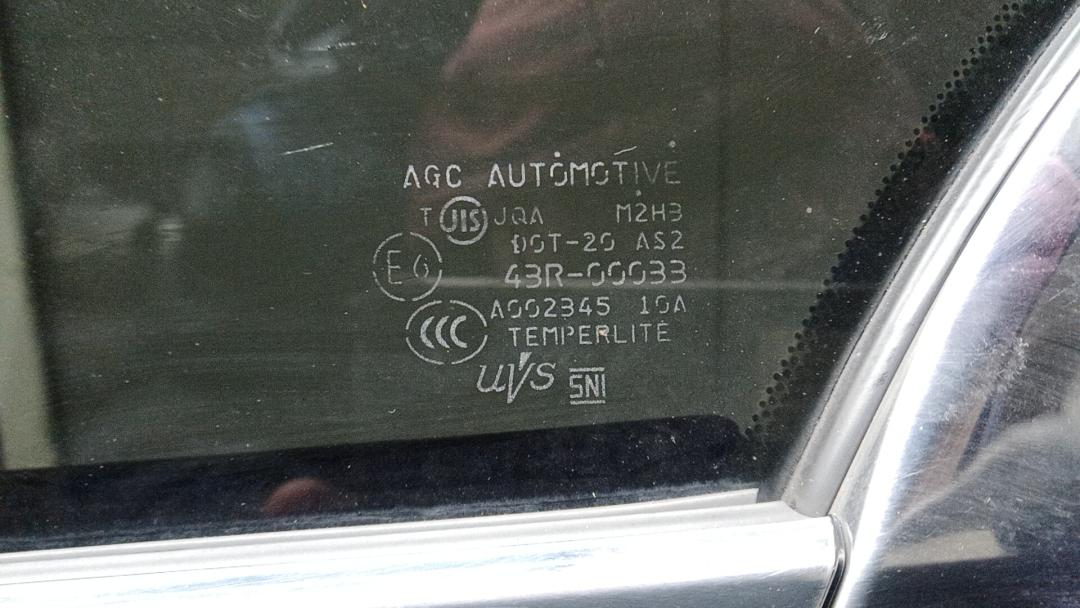 AGC AUTOMOTIVE
T JIS JQA M2H3
DOT-20 AS2
E6 43R-00033
CCC A002345 10A
TEMPERLITE
UVS SNI